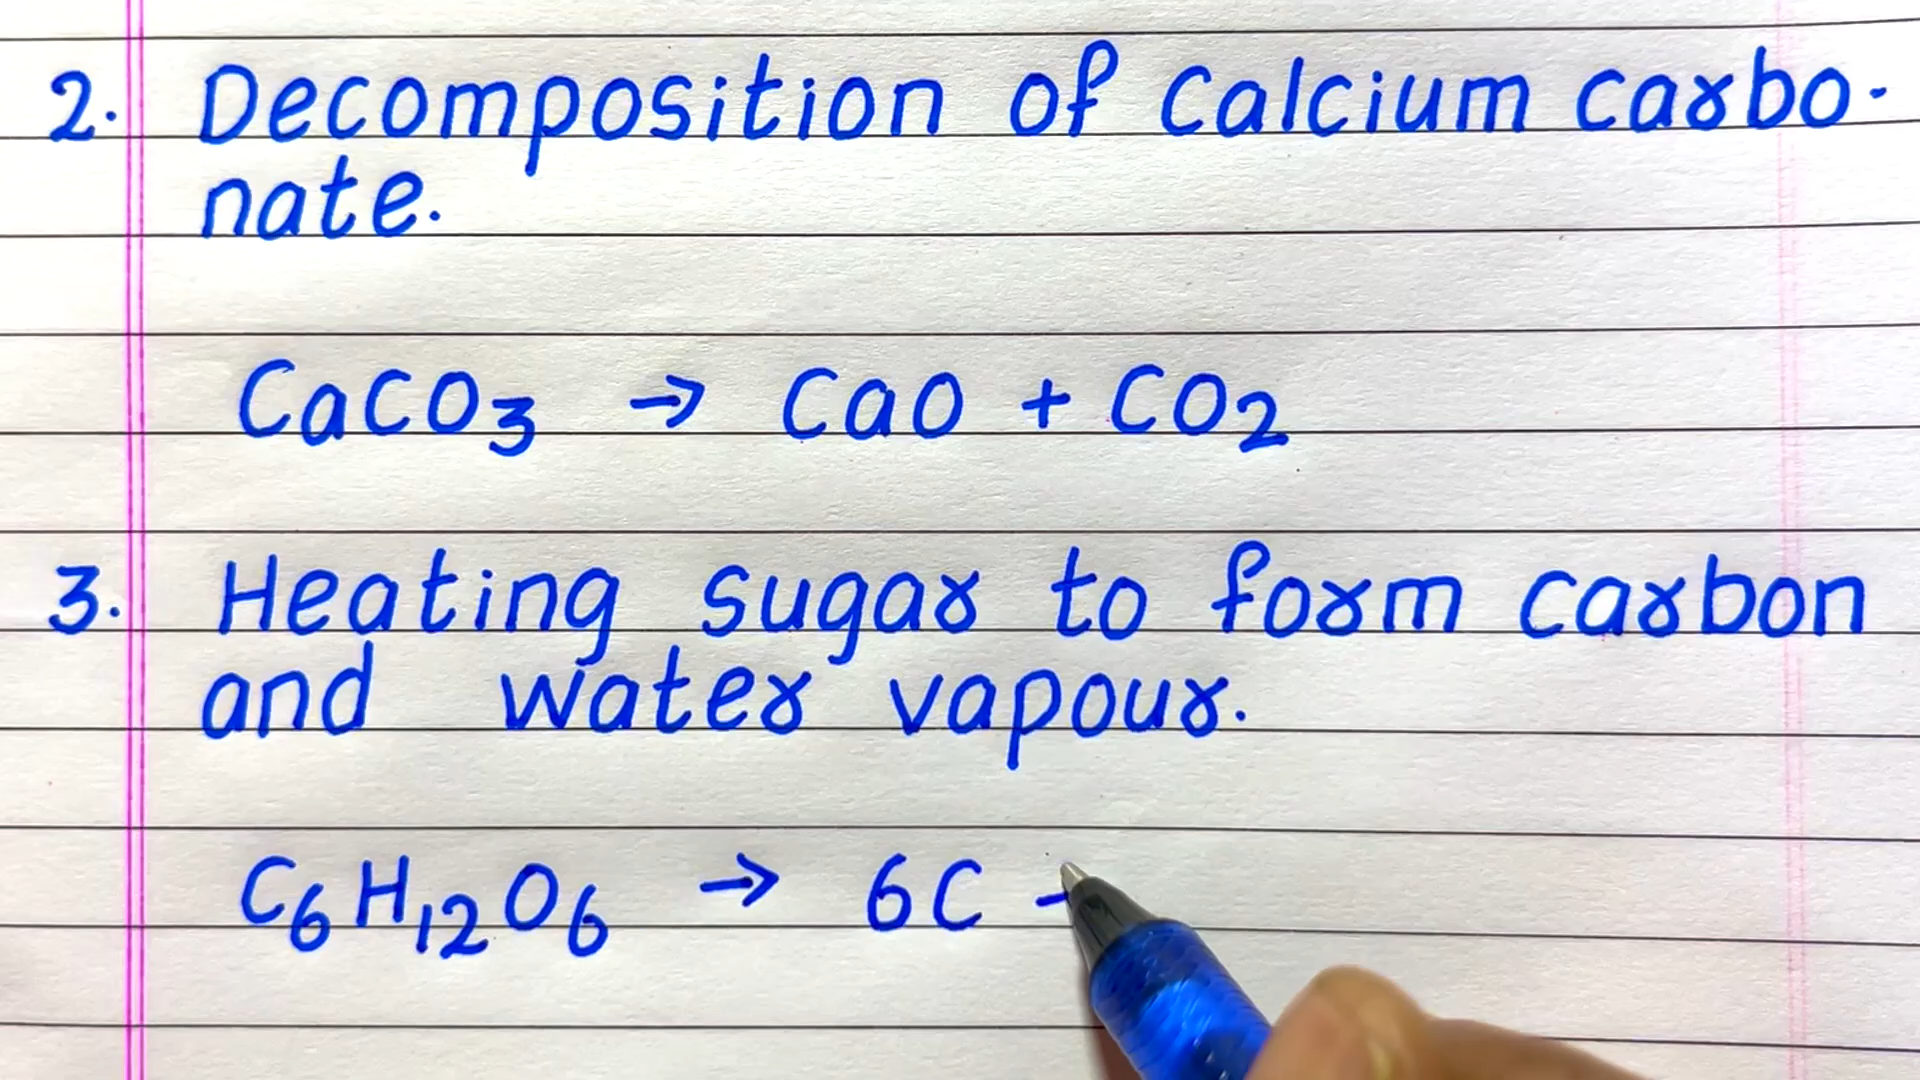 2. Decomposition of calcium carbo-
nate.
CaCO₃ → CaO + CO₂
3. Heating sugar to form carbon
and water vapour.
C₆H₁₂O₆ → 6C -